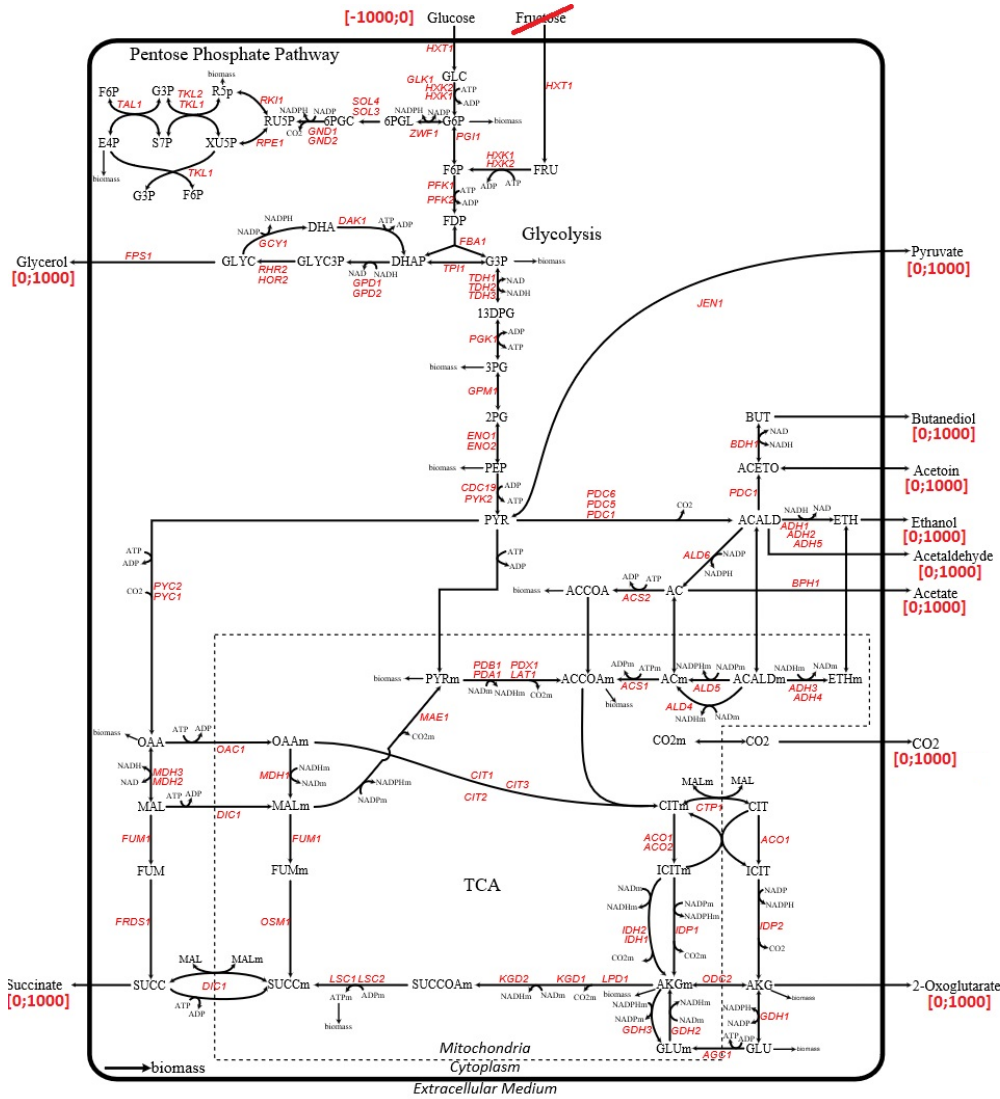 [-1000;0] Glucose Fructose
Pentose Phosphate Pathway
HXT1
HXT1
biomass
F6P G3P R5p
TKL2
TKL1
TAL1
RKI1
E4P S7P XU5P
biomass
TKL1
G3P F6P
RU5P
RPE1
NADPH NADP
CO2
GND1
GND2
6PGC
SOL4
SOL3
6PGL
NADPH NADP
ZWF1
GLC
GLK1
HXK2
HXK1
ATP
ADP
G6P biomass
PGI1
F6P
HXK1
HXK2
ADP ATP
FRU
PFK1
PFK2
ATP
ADP
FDP
FBA1
Glycolysis
NADP NADPH
GCY1
DHA
DAK1
ATP ADP
Glycerol
[0;1000]
FPS1
GLYC
RHR2
HOR2
GLYC3P
NAD NADH
GPD1
GPD2
DHAP
TPI1
G3P biomass
Pyruvate
[0;1000]
JEN1
TDH1
TDH2
TDH3
NAD
NADH
13DPG
PGK1
ADP
ATP
biomass 3PG
GPM1
2PG
ENO1
ENO2
biomass PEP
CDC19
PYK2
ADP
ATP
PYR
BUT
Butanediol
[0;1000]
BDH1
NAD
NADH
ACETO
Acetoin
[0;1000]
PDC1
PDC6
PDC5
PDC1
CO2
ACALD
NADH NAD
ADH1
ADH2
ADH5
ETH
Ethanol
[0;1000]
Acetaldehyde
[0;1000]
ALD6
NADP
NADPH
biomass ACCOA
ADP ATP
ACS2
AC
BPH1
Acetate
[0;1000]
ATP
ADP
CO2
PYC2
PYC1
ATP
ADP
biomass PYRm
PDB1
PDA1
PDX1
LAT1
NADm NADHm
CO2m
ACCOAm
biomass
ADPm ATPm
ACS1
ACm
NADPHm NADPm
ALD5
ALD4
NADHm NADm
ACALDm
NADHm NADm
ADH3
ADH4
ETHm
MAE1
CO2m
NADPHm
NADPm
biomass OAA
ATP ADP
OAC1
OAAm
CO2m CO2
CO2
[0;1000]
NADH
NAD
MDH3
MDH2
MDH1
NADHm
NADm
CIT1
CIT2
CIT3
MAL
ATP ADP
DIC1
MALm
CITm
MALm MAL
CTP1
CIT
FUM1
FUM1
ACO1
ACO2
ACO1
FUM FUMm
TCA
ICITm ICIT
NADm
NADHm
IDH2
IDH1
CO2m
NADPm
NADPHm
IDP1
CO2m
NADP
NADPH
IDP2
CO2
FRDS1
OSM1
Succinate
[0;1000]
SUCC
MAL MALm
DIC1
ATP
ADP
SUCCm
LSC1 LSC2
ATPm ADPm
biomass
SUCCOAm
KGD2 KGD1 LPD1
NADHm NADm CO2m
biomass
AKGm
ODC2
AKG
biomass
2-Oxoglutarate
[0;1000]
NADPHm
NADPm
GDH3
NADHm
NADm
GDH2
NADPH
NADP
GDH1
GLUm
ATP
ADP
AGC1
GLU biomass
Mitochondria
biomass
Cytoplasm
Extracellular Medium